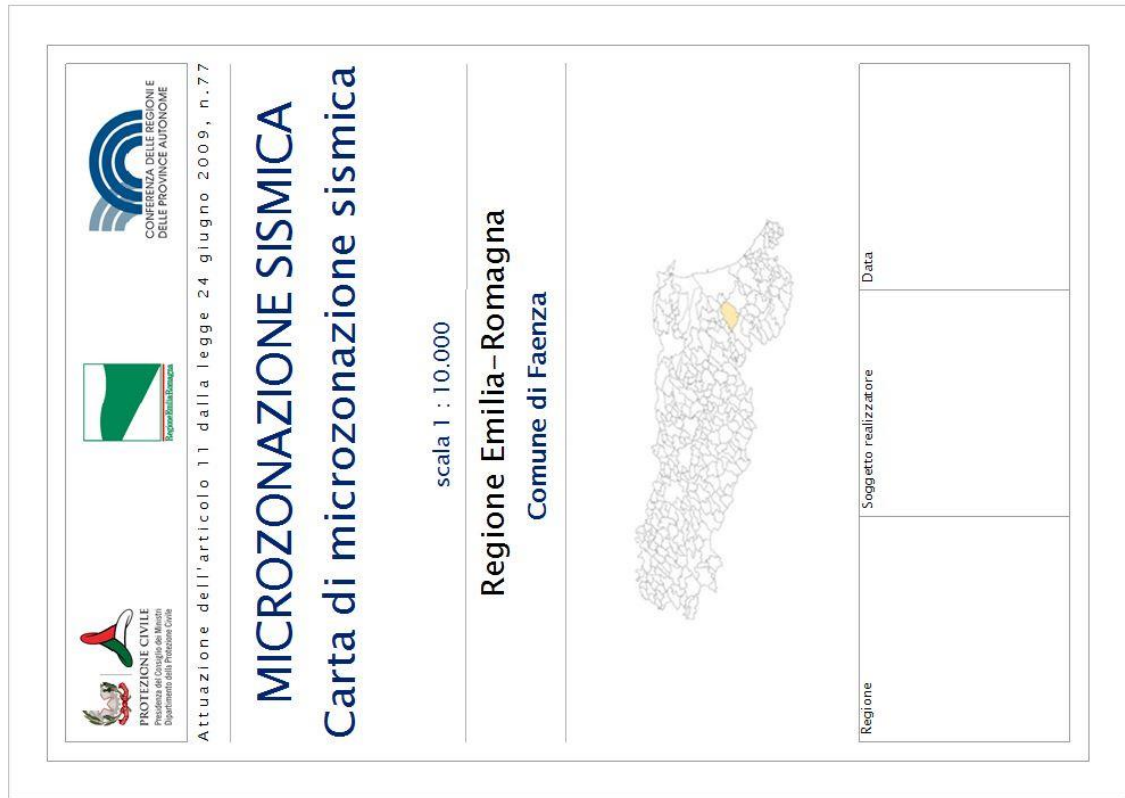 PROTEZIONE CIVILE
Presidenza del Consiglio dei Ministri
Dipartimento della Protezione Civile
RegioneEmiliaRomagna
CONFERENZA DELLE REGIONI E
DELLE PROVINCE AUTONOME
Attuazione dell'articolo 11 dalla legge 24 giugno 2009, n.77
MICROZONAZIONE SISMICA
Carta di microzonazione sismica
scala 1 : 10.000
Regione Emilia-Romagna
Comune di Faenza
Regione
Soggetto realizzatore
Data